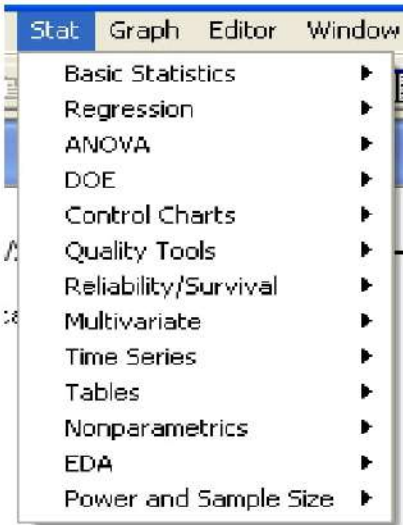 Stat Graph Editor Window
Basic Statistics
Regression
ANOVA
DOE
Control Charts
Quality Tools
Reliability/Survival
Multivariate
Time Series
Tables
Nonparametrics
EDA
Power and Sample Size